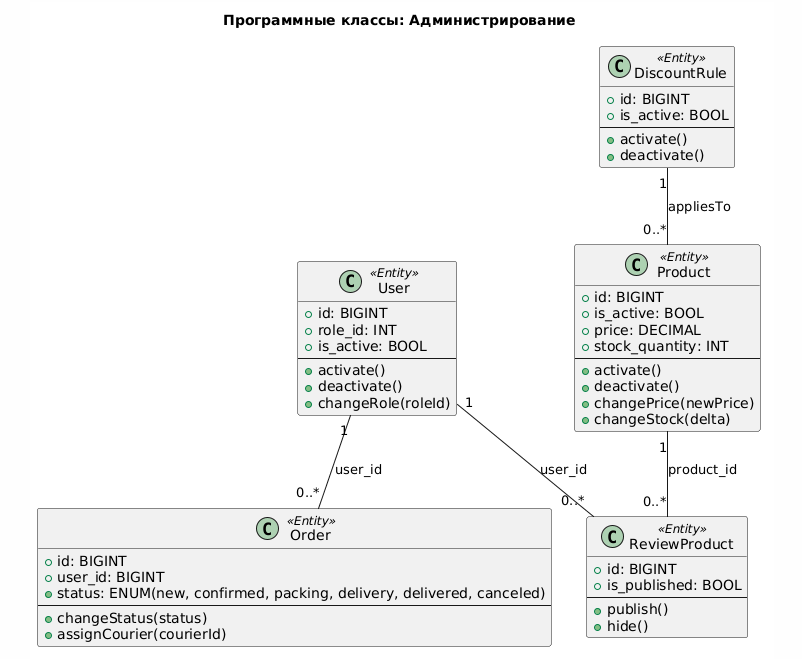 Программные классы: Администрирование
C
«Entity»
DiscountRule
id: BIGINT
is_active: BOOL
activate()
deactivate()
1
appliesTo
0..*
C
«Entity»
User
id: BIGINT
role_id: INT
is_active: BOOL
activate()
deactivate()
changeRole(roleId)
C
«Entity»
Product
id: BIGINT
is_active: BOOL
price: DECIMAL
stock_quantity: INT
activate()
deactivate()
changePrice(newPrice)
changeStock(delta)
1
user_id
0..*
1
user_id
0..*
1
product_id
0..*
C
«Entity»
Order
id: BIGINT
user_id: BIGINT
status: ENUM(new, confirmed, packing, delivery, delivered, canceled)
changeStatus(status)
assignCourier(courierId)
C
«Entity»
ReviewProduct
id: BIGINT
is_published: BOOL
publish()
hide()